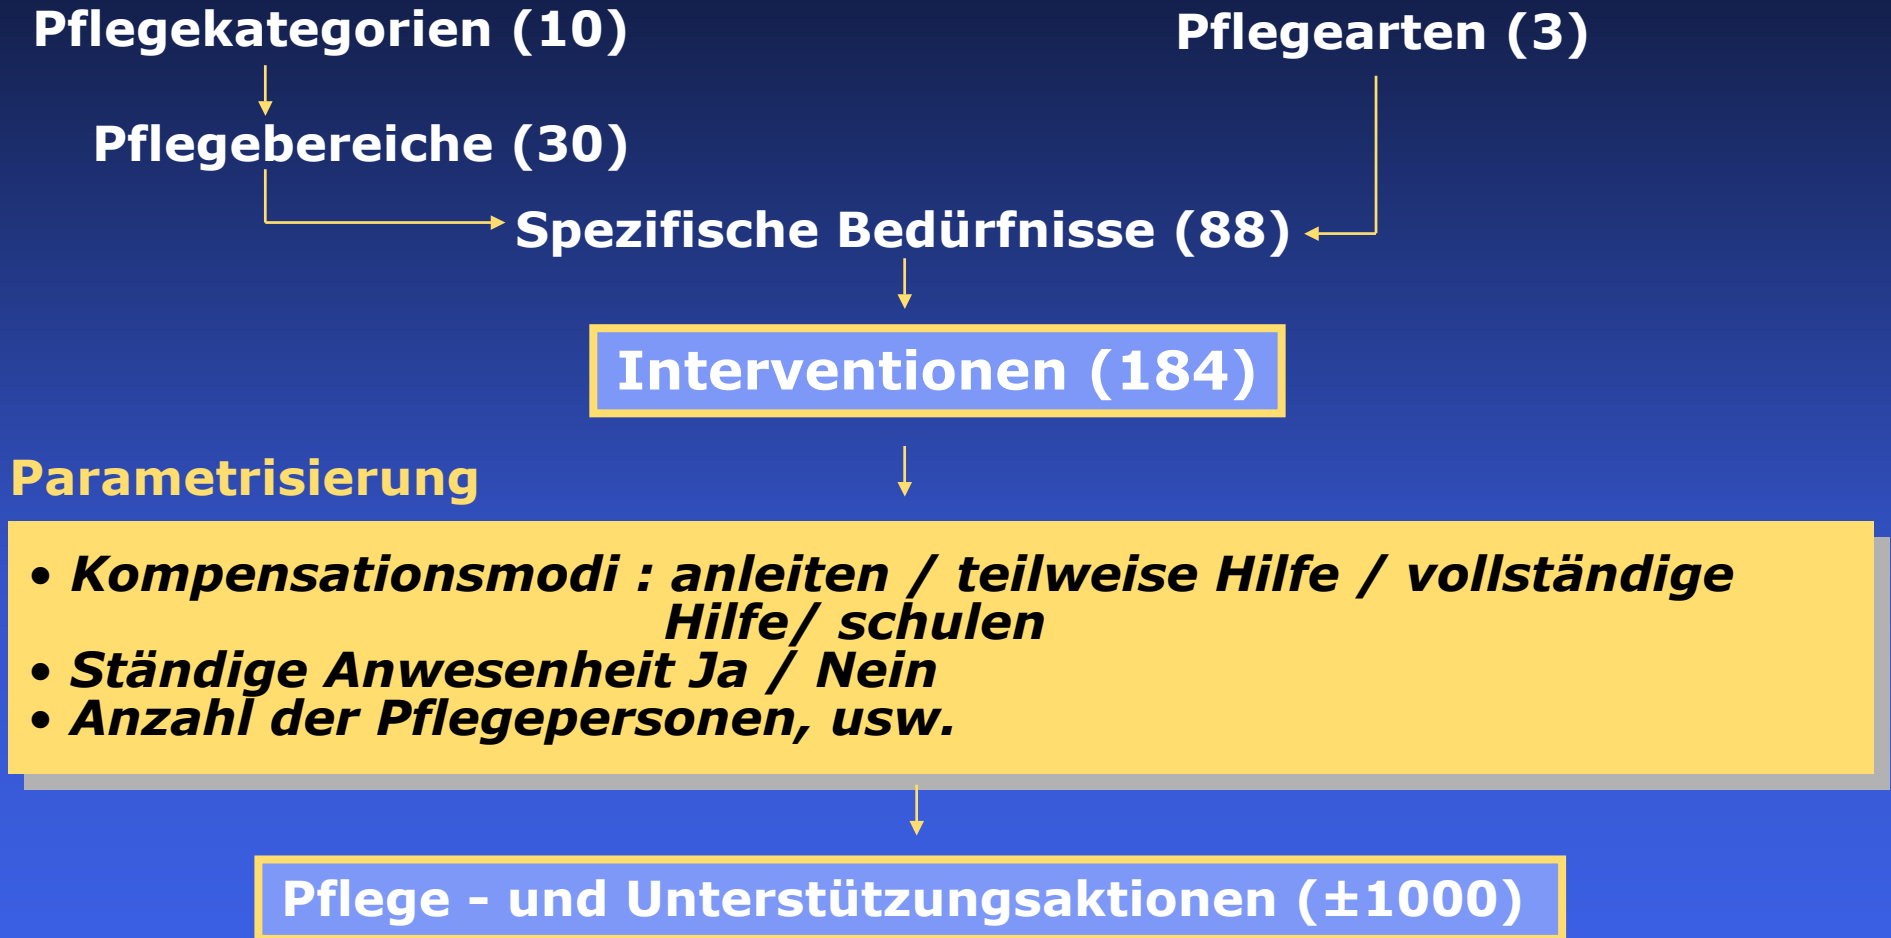 Pflegekategorien (10)
Pflegearten (3)
Pflegebereiche (30)
Spezifische Bedürfnisse (88)
Interventionen (184)
Parametrisierung
• Kompensationsmodi : anleiten / teilweise Hilfe / vollständige
Hilfe/ schulen
• Ständige Anwesenheit Ja / Nein
• Anzahl der Pflegepersonen, usw.
Pflege - und Unterstützungsaktionen (±1000)